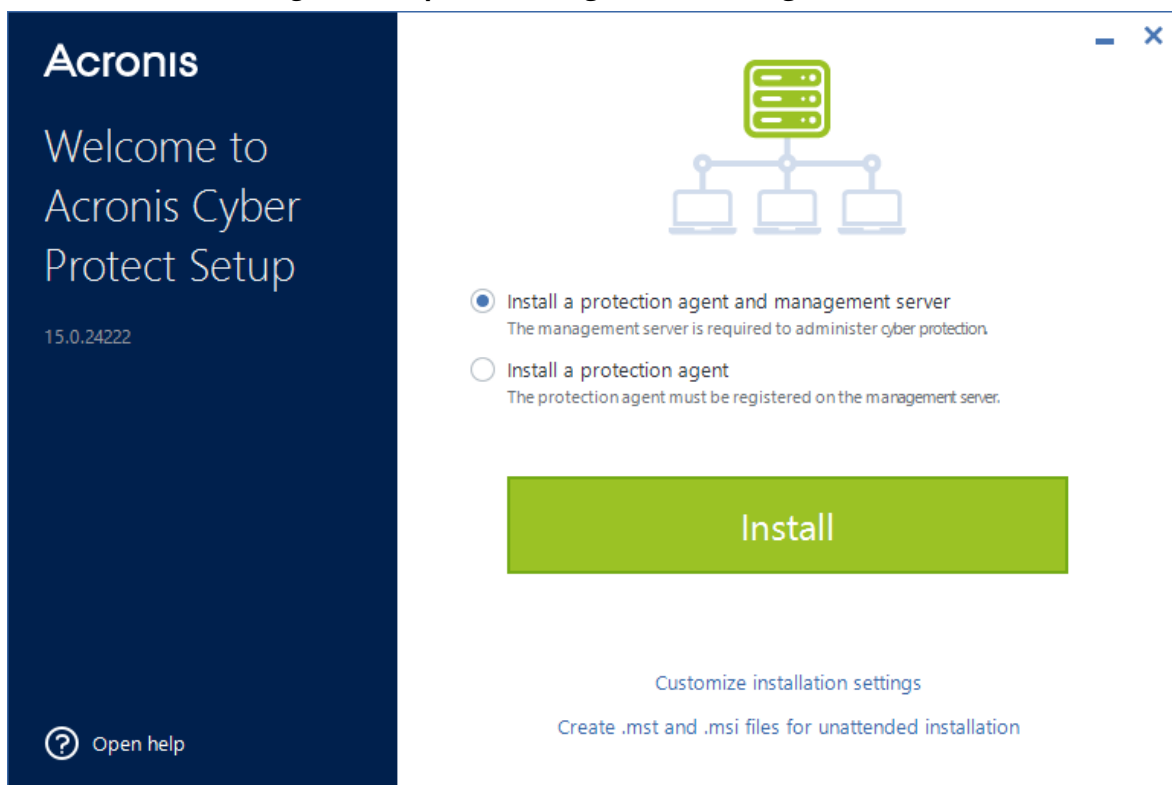 Acronis
Welcome to
Acronis Cyber
Protect Setup
15.0.24222
Install a protection agent and management server
The management server is required to administer cyber protection.
Install a protection agent
The protection agent must be registered on the management server.
Install
Customize installation settings
Create .mst and .msi files for unattended installation
? Open help